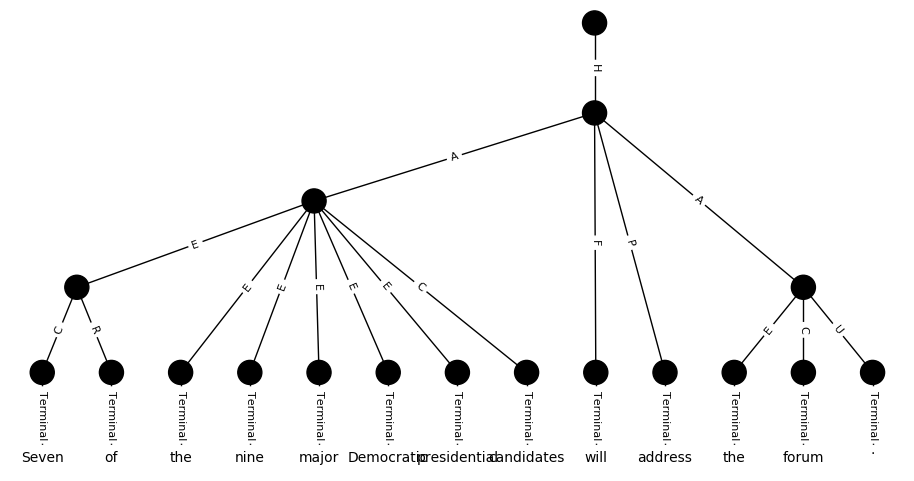 H
A
A
E
F
P
E
E
E
E
E
C
C
R
E
C
U
Terminal Terminal Terminal Terminal Terminal Terminal Terminal Terminal Terminal Terminal Terminal Terminal Terminal
Seven of the nine major Democratic presidential candidates will address the forum .